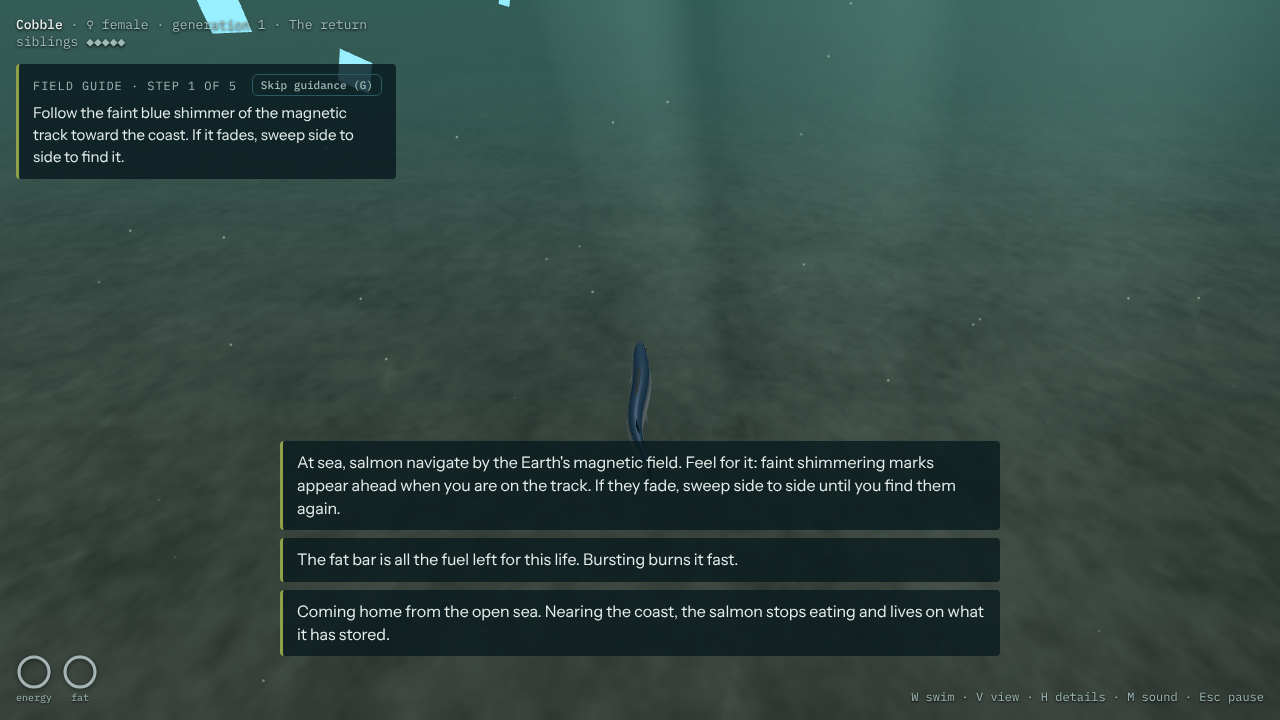 Cobble · ♀ female · generation 1 · The return
siblings ◆◆◆◆◆
FIELD GUIDE · STEP 1 OF 5
Skip guidance (G)
Follow the faint blue shimmer of the magnetic
track toward the coast. If it fades, sweep side to
side to find it.
At sea, salmon navigate by the Earth's magnetic field. Feel for it: faint shimmering marks
appear ahead when you are on the track. If they fade, sweep side to side until you find them
again.
The fat bar is all the fuel left for this life. Bursting burns it fast.
Coming home from the open sea. Nearing the coast, the salmon stops eating and lives on what
it has stored.
energy fat
W swim · V view · H details · M sound · Esc pause